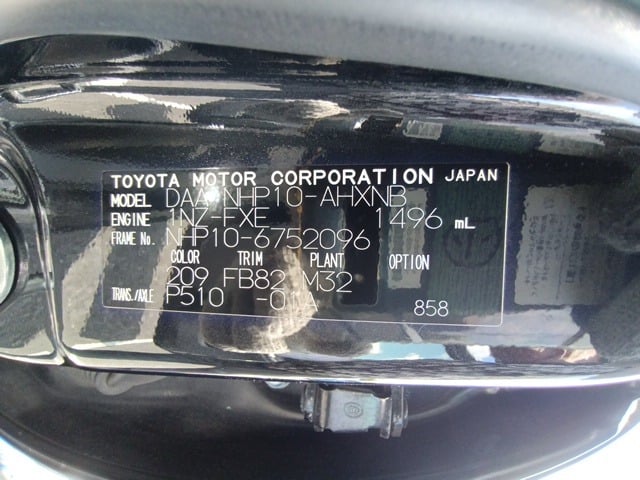 TOYOTA MOTOR CORPORATION JAPAN
MODEL DAA-NHP10-AHXNB
ENGINE 1NZ-FXE 1496 mL
FRAME No. NHP10-6752096
COLOR TRIM PLANT OPTION
209 FB82 M32
TRANS./AXLE P510 -01A
858